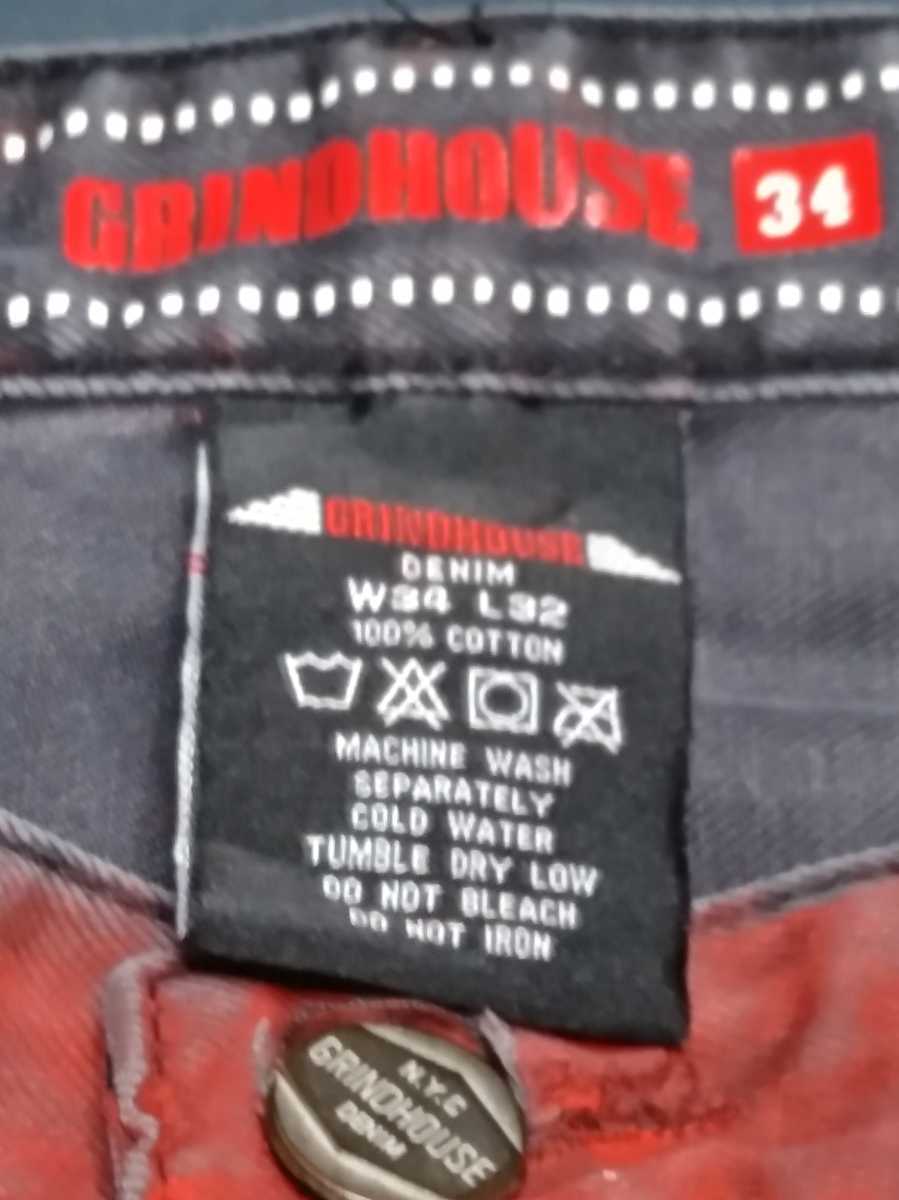 GRINDHOUSE 34
GRINDHOUSE
DENIM
W34 L32
100% COTTON
MACHINE WASH
SEPARATELY
COLD WATER
TUMBLE DRY LOW
DO NOT BLEACH
DO NOT IRON
N.Y.C
GRINDHOUSE
DENIM